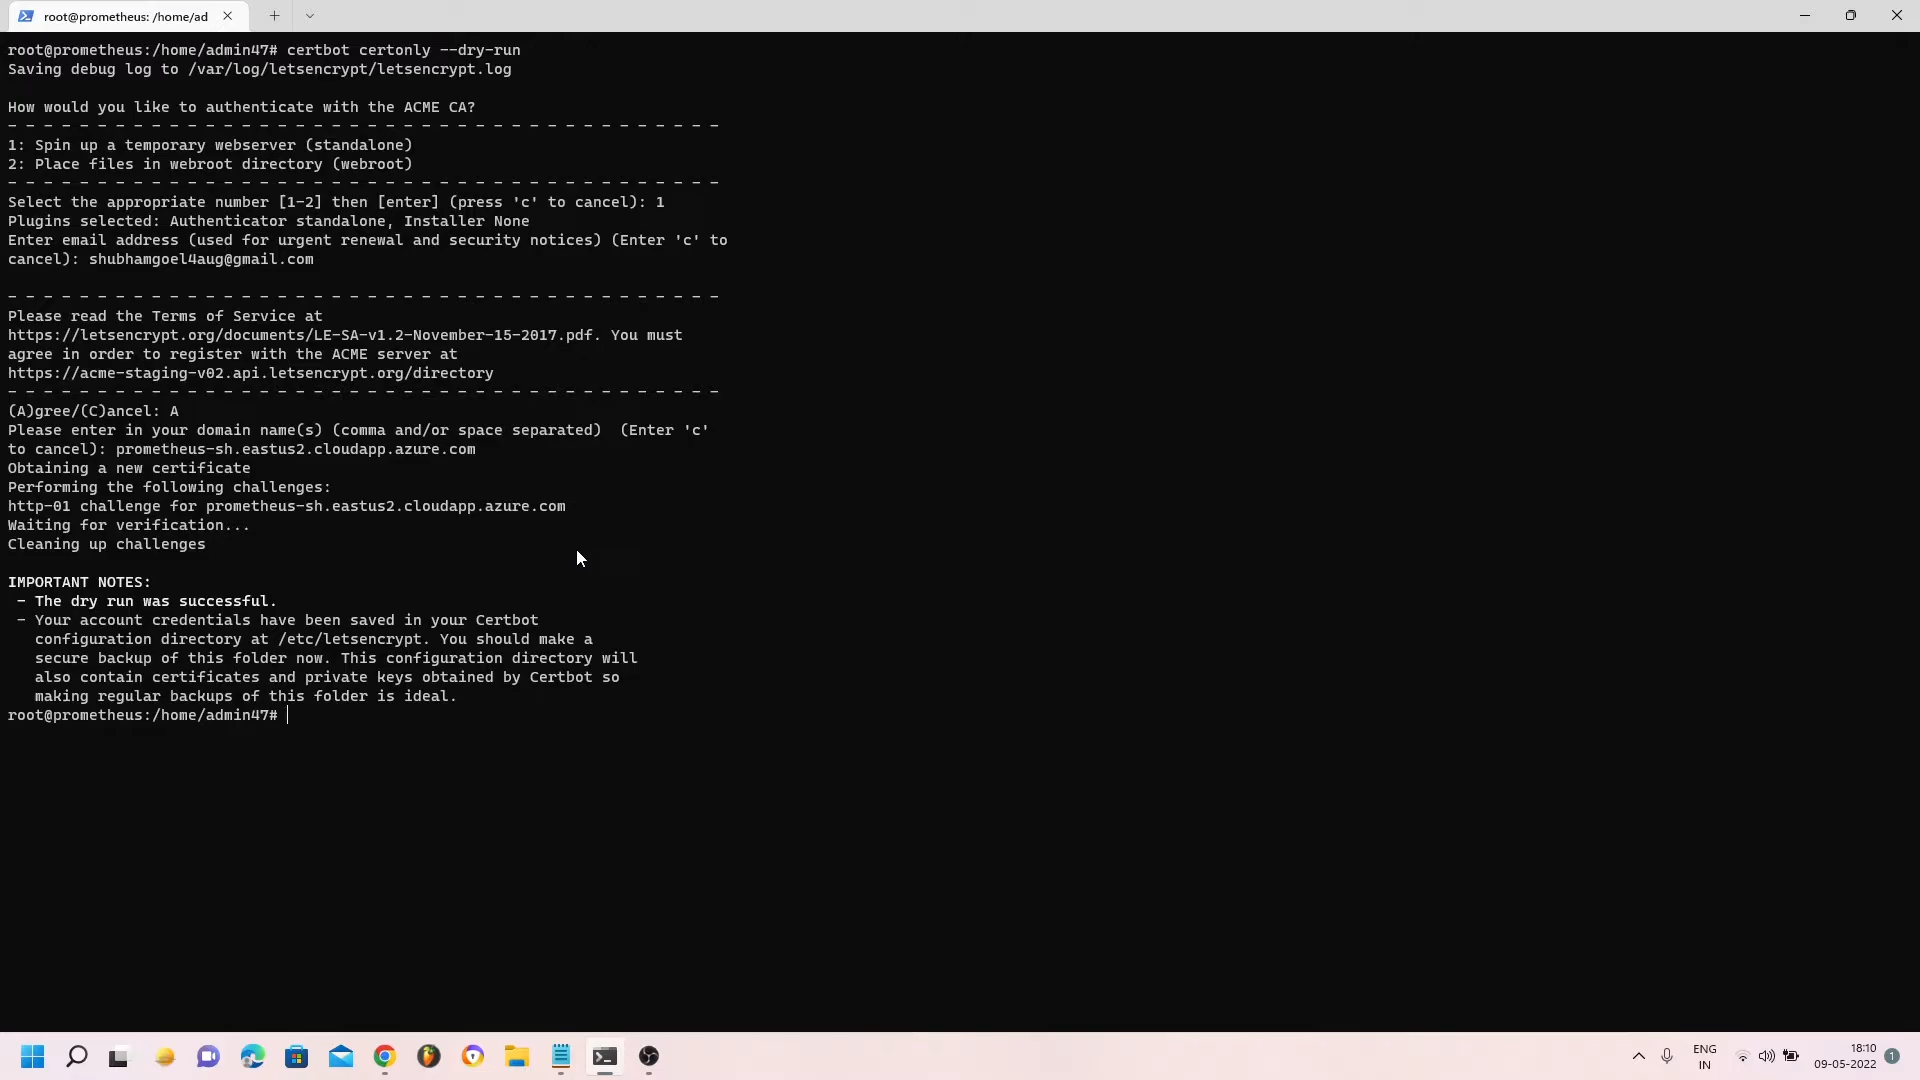 root@prometheus: /home/ad
root@prometheus:/home/admin47# certbot certonly --dry-run
Saving debug log to /var/log/letsencrypt/letsencrypt.log
How would you like to authenticate with the ACME CA?
- - - - - - - - - - - - - - - - - - - - - - - - - - - - - - - - - - - - - - - -
1: Spin up a temporary webserver (standalone)
2: Place files in webroot directory (webroot)
- - - - - - - - - - - - - - - - - - - - - - - - - - - - - - - - - - - - - - - -
Select the appropriate number [1-2] then [enter] (press 'c' to cancel): 1
Plugins selected: Authenticator standalone, Installer None
Enter email address (used for urgent renewal and security notices) (Enter 'c' to
cancel): shubhamgoel4aug@gmail.com
- - - - - - - - - - - - - - - - - - - - - - - - - - - - - - - - - - - - - - - -
Please read the Terms of Service at
https://letsencrypt.org/documents/LE-SA-v1.2-November-15-2017.pdf. You must
agree in order to register with the ACME server at
https://acme-staging-v02.api.letsencrypt.org/directory
- - - - - - - - - - - - - - - - - - - - - - - - - - - - - - - - - - - - - - - -
(A)gree/(C)ancel: A
Please enter in your domain name(s) (comma and/or space separated)  (Enter 'c'
to cancel): prometheus-sh.eastus2.cloudapp.azure.com
Obtaining a new certificate
Performing the following challenges:
http-01 challenge for prometheus-sh.eastus2.cloudapp.azure.com
Waiting for verification...
Cleaning up challenges
IMPORTANT NOTES:
- The dry run was successful.
- Your account credentials have been saved in your Certbot
configuration directory at /etc/letsencrypt. You should make a
secure backup of this folder now. This configuration directory will
also contain certificates and private keys obtained by Certbot so
making regular backups of this folder is ideal.
root@prometheus:/home/admin47#
ENG
IN
18:10
09-05-2022
1